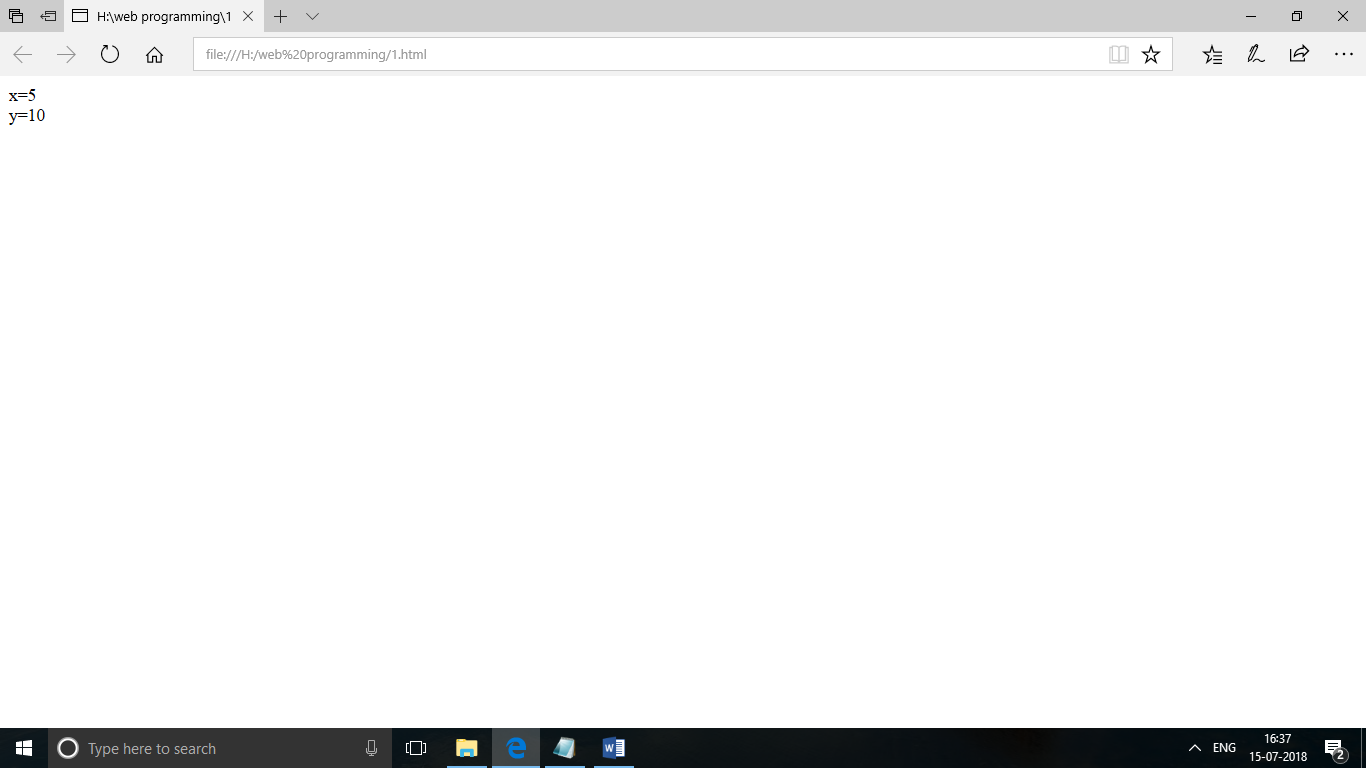 H:\web programming\1
file:///H:/web%20programming/1.html
x=5
y=10
Type here to search
ENG
16:37
15-07-2018
2